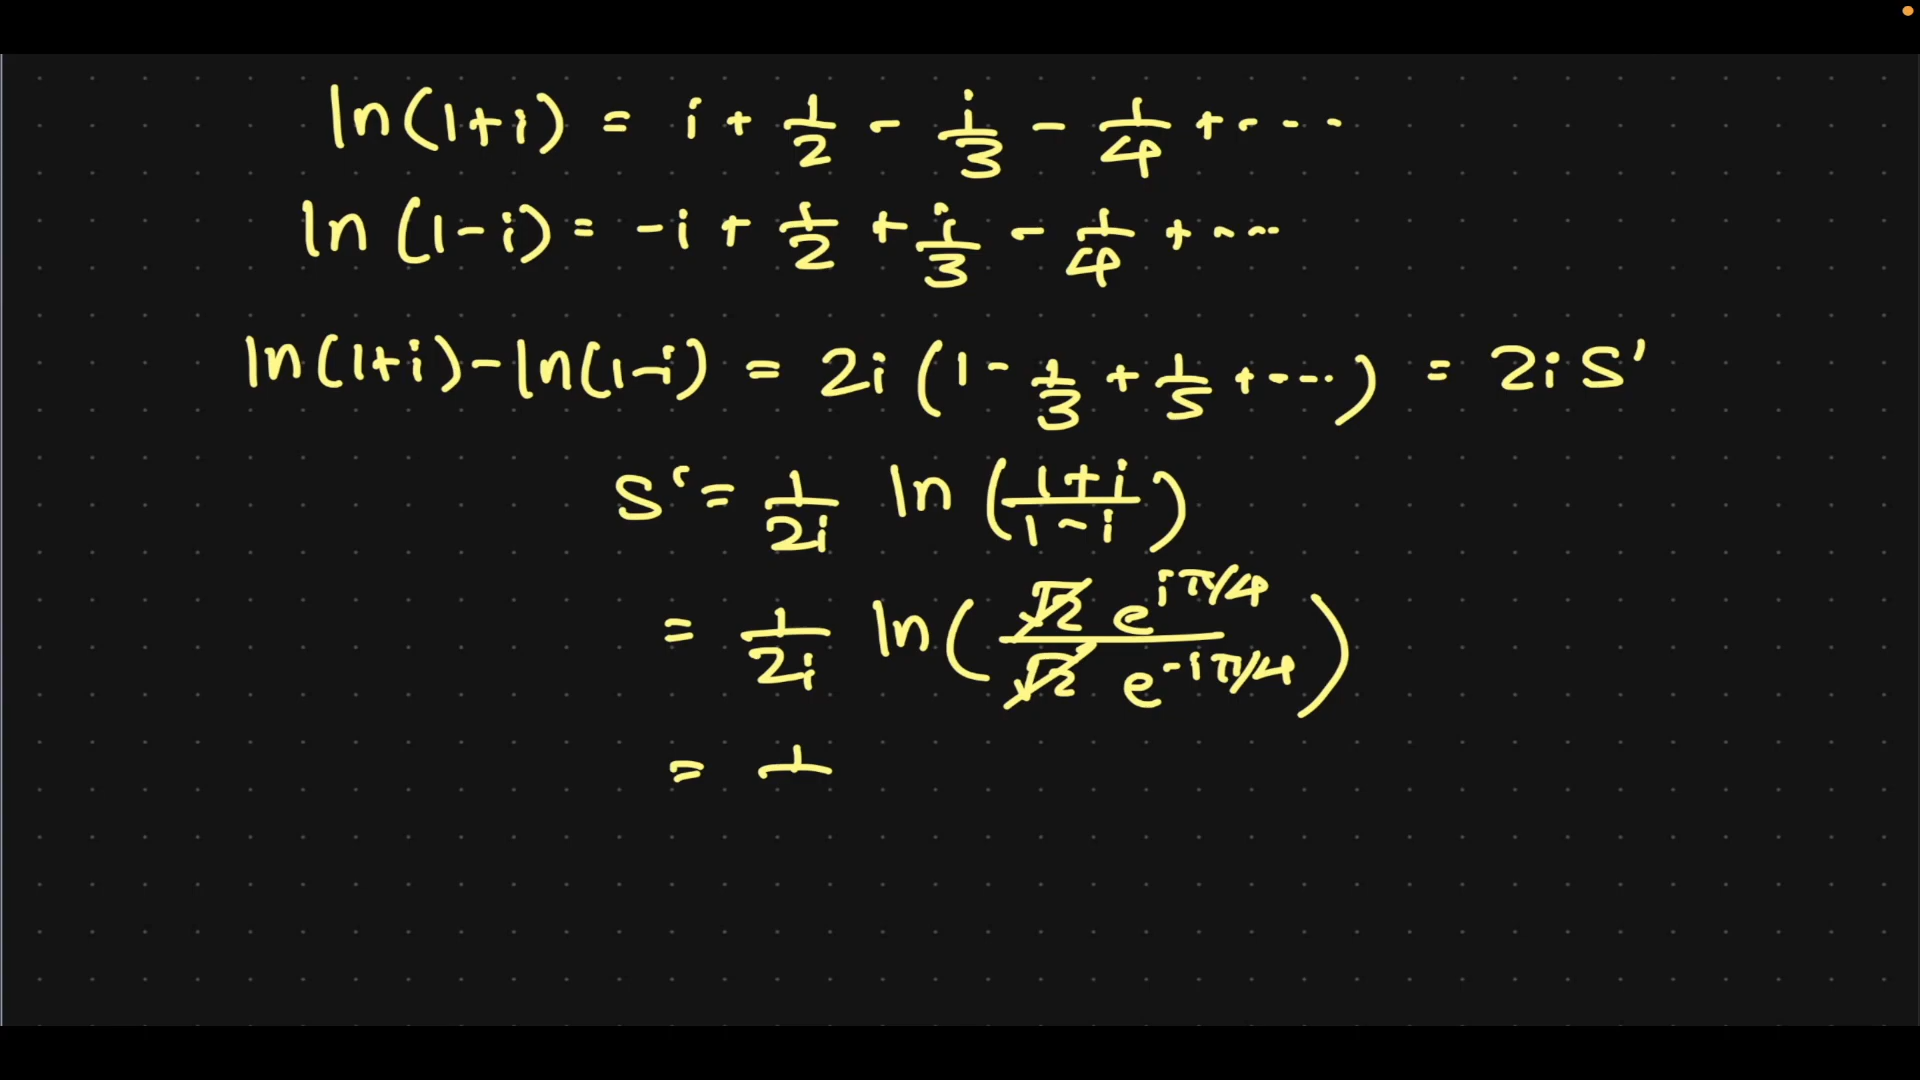 ln(1+i) = i + 1/2 - i/3 - 1/4 + ----
ln(1-i) = -i + 1/2 + i/3 - 1/4 + ----
ln(1+i) - ln(1-i) = 2i (1 - 1/3 + 1/5 + ----) = 2i S'
S' = 1/2i ln (1+i/1-i)
= 1/2i ln (√2 e^iπ/4 / √2 e^-iπ/4)
= 1